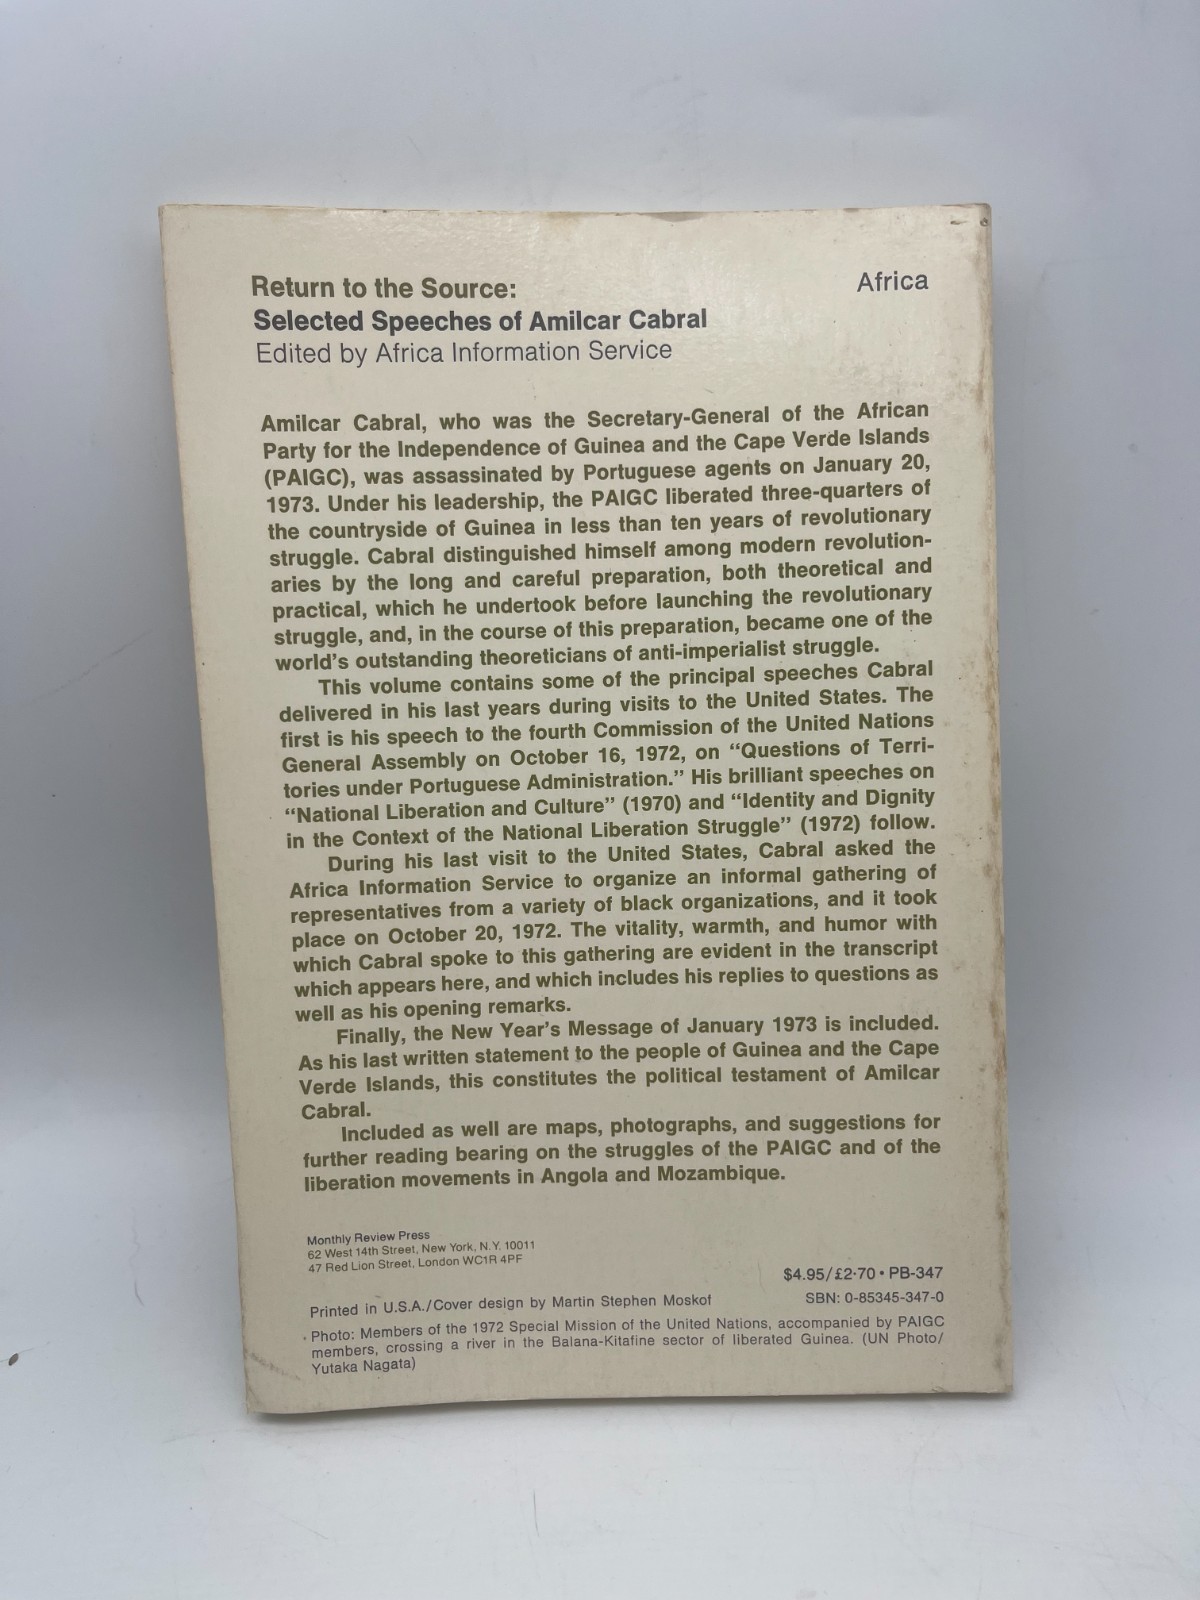 Return to the Source:
Africa
Selected Speeches of Amilcar Cabral
Edited by Africa Information Service
Amilcar Cabral, who was the Secretary-General of the African
Party for the Independence of Guinea and the Cape Verde Islands
(PAIGC), was assassinated by Portuguese agents on January 20,
1973. Under his leadership, the PAIGC liberated three-quarters of
the countryside of Guinea in less than ten years of revolutionary
struggle. Cabral distinguished himself among modern revolution-
aries by the long and careful preparation, both theoretical and
practical, which he undertook before launching the revolutionary
struggle, and, in the course of this preparation, became one of the
world's outstanding theoreticians of anti-imperialist struggle.
This volume contains some of the principal speeches Cabral
delivered in his last years during visits to the United States. The
first is his speech to the fourth Commission of the United Nations
General Assembly on October 16, 1972, on "Questions of Terri-
tories under Portuguese Administration." His brilliant speeches on
"National Liberation and Culture" (1970) and "Identity and Dignity
in the Context of the National Liberation Struggle" (1972) follow.
During his last visit to the United States, Cabral asked the
Africa Information Service to organize an informal gathering of
representatives from a variety of black organizations, and it took
place on October 20, 1972. The vitality, warmth, and humor with
which Cabral spoke to this gathering are evident in the transcript
which appears here, and which includes his replies to questions as
well as his opening remarks.
Finally, the New Year's Message of January 1973 is included.
As his last written statement to the people of Guinea and the Cape
Verde Islands, this constitutes the political testament of Amilcar
Cabral.
Included as well are maps, photographs, and suggestions for
further reading bearing on the struggles of the PAIGC and of the
liberation movements in Angola and Mozambique.
Monthly Review Press
62 West 14th Street, New York, N.Y. 10011
47 Red Lion Street, London WC1R 4PF
$4.95/£2·70 • PB-347
Printed in U.S.A./Cover design by Martin Stephen Moskof
SBN: 0-85345-347-0
Photo: Members of the 1972 Special Mission of the United Nations, accompanied by PAIGC
members, crossing a river in the Balana-Kitafine sector of liberated Guinea. (UN Photo/
Yutaka Nagata)